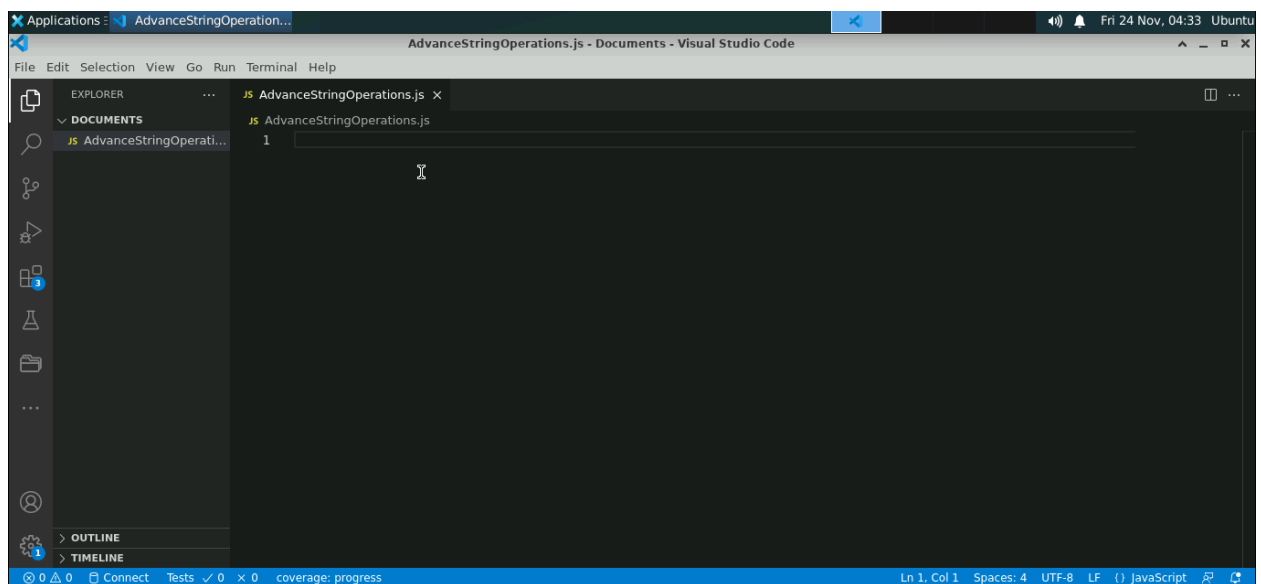 Applications AdvanceStringOperation... Fri 24 Nov, 04:33 Ubuntu
AdvanceStringOperations.js - Documents - Visual Studio Code
File Edit Selection View Go Run Terminal Help
EXPLORER ... JS AdvanceStringOperations.js
DOCUMENTS JS AdvanceStringOperations.js
JS AdvanceStringOperati... 1
3
OUTLINE
1
TIMELINE
0 0 Connect Tests ✓ 0 × 0 coverage: progress Ln 1, Col 1 Spaces: 4 UTF-8 LF {} JavaScript